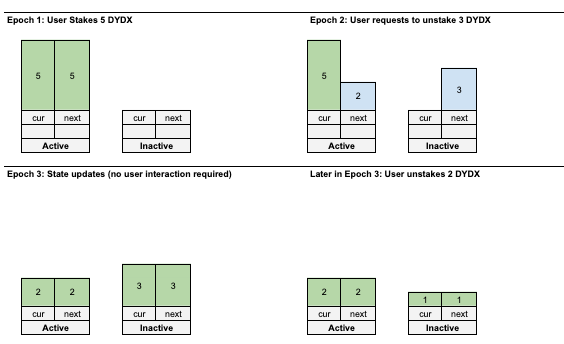 Epoch 1: User Stakes 5 DYDX
5 5
cur next cur next
Active Inactive
Epoch 2: User requests to unstake 3 DYDX
5 2 3
cur next cur next
Active Inactive
Epoch 3: State updates (no user interaction required)
2 2 3 3
cur next cur next
Active Inactive
Later in Epoch 3: User unstakes 2 DYDX
2 2 1 1
cur next cur next
Active Inactive